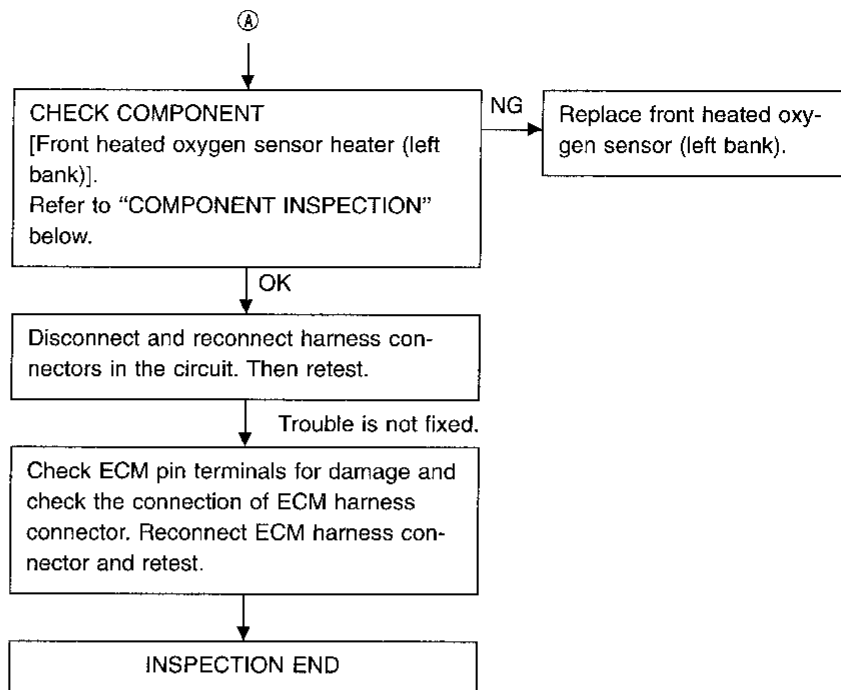 Ⓐ
CHECK COMPONENT
[Front heated oxygen sensor heater (left
bank)].
Refer to “COMPONENT INSPECTION”
below.
NG
Replace front heated oxy-
gen sensor (left bank).
OK
Disconnect and reconnect harness con-
nectors in the circuit. Then retest.
Trouble is not fixed.
Check ECM pin terminals for damage and
check the connection of ECM harness
connector. Reconnect ECM harness con-
nector and retest.
INSPECTION END